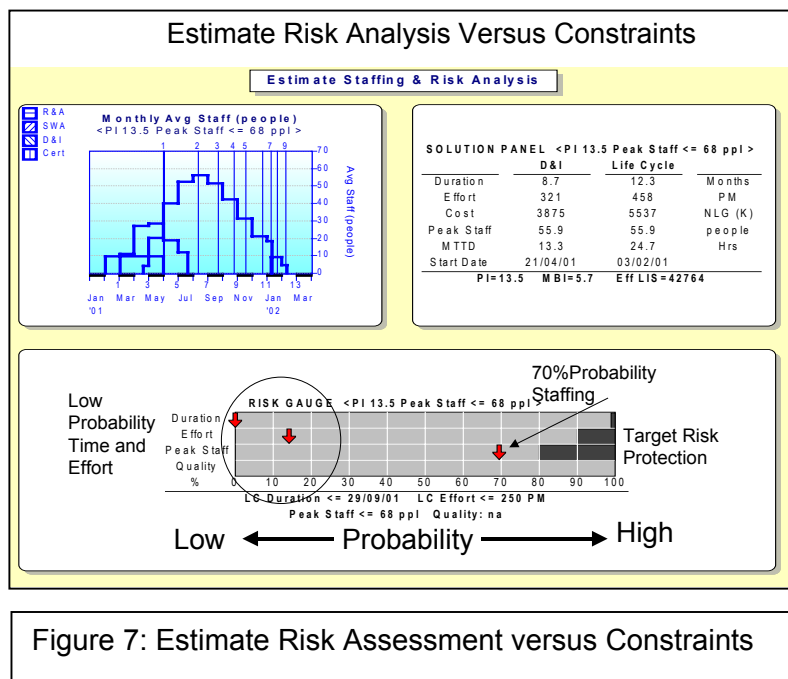 Estimate Risk Analysis Versus Constraints
Estimate Staffing & Risk Analysis
R&A
SWA
D&I
Cert
Monthly Avg Staff (people)
<PI 13.5 Peak Staff <= 68 ppl>
1 2 3 4 5 7 9
70
60
50
40
30
20
10
0
Avg Staff (people)
1 3 5 7 9 11 13
Jan Mar May Jul Sep Nov Jan Mar
'01 '02
SOLUTION PANEL <PI 13.5 Peak Staff <= 68 ppl>
D&I Life Cycle
Duration 8.7 12.3 Months
Effort 321 458 PM
Cost 3875 5537 NLG (K)
Peak Staff 55.9 55.9 people
MTTD 13.3 24.7 Hrs
Start Date 21/04/01 03/02/01
PI=13.5 MBI=5.7 Eff LIS=42764
70%Probability
Staffing
Low
Probability
Time and
Effort
RISK GAUGE <PI 13.5 Peak Staff <= 68 ppl>
Duration
Effort
Peak Staff
Quality
% 0 10 20 30 40 50 60 70 80 90 100
Target Risk
Protection
LC Duration <= 29/09/01 LC Effort <= 250 PM
Peak Staff <= 68 ppl Quality: na
Low Probability High
Figure 7: Estimate Risk Assessment versus Constraints